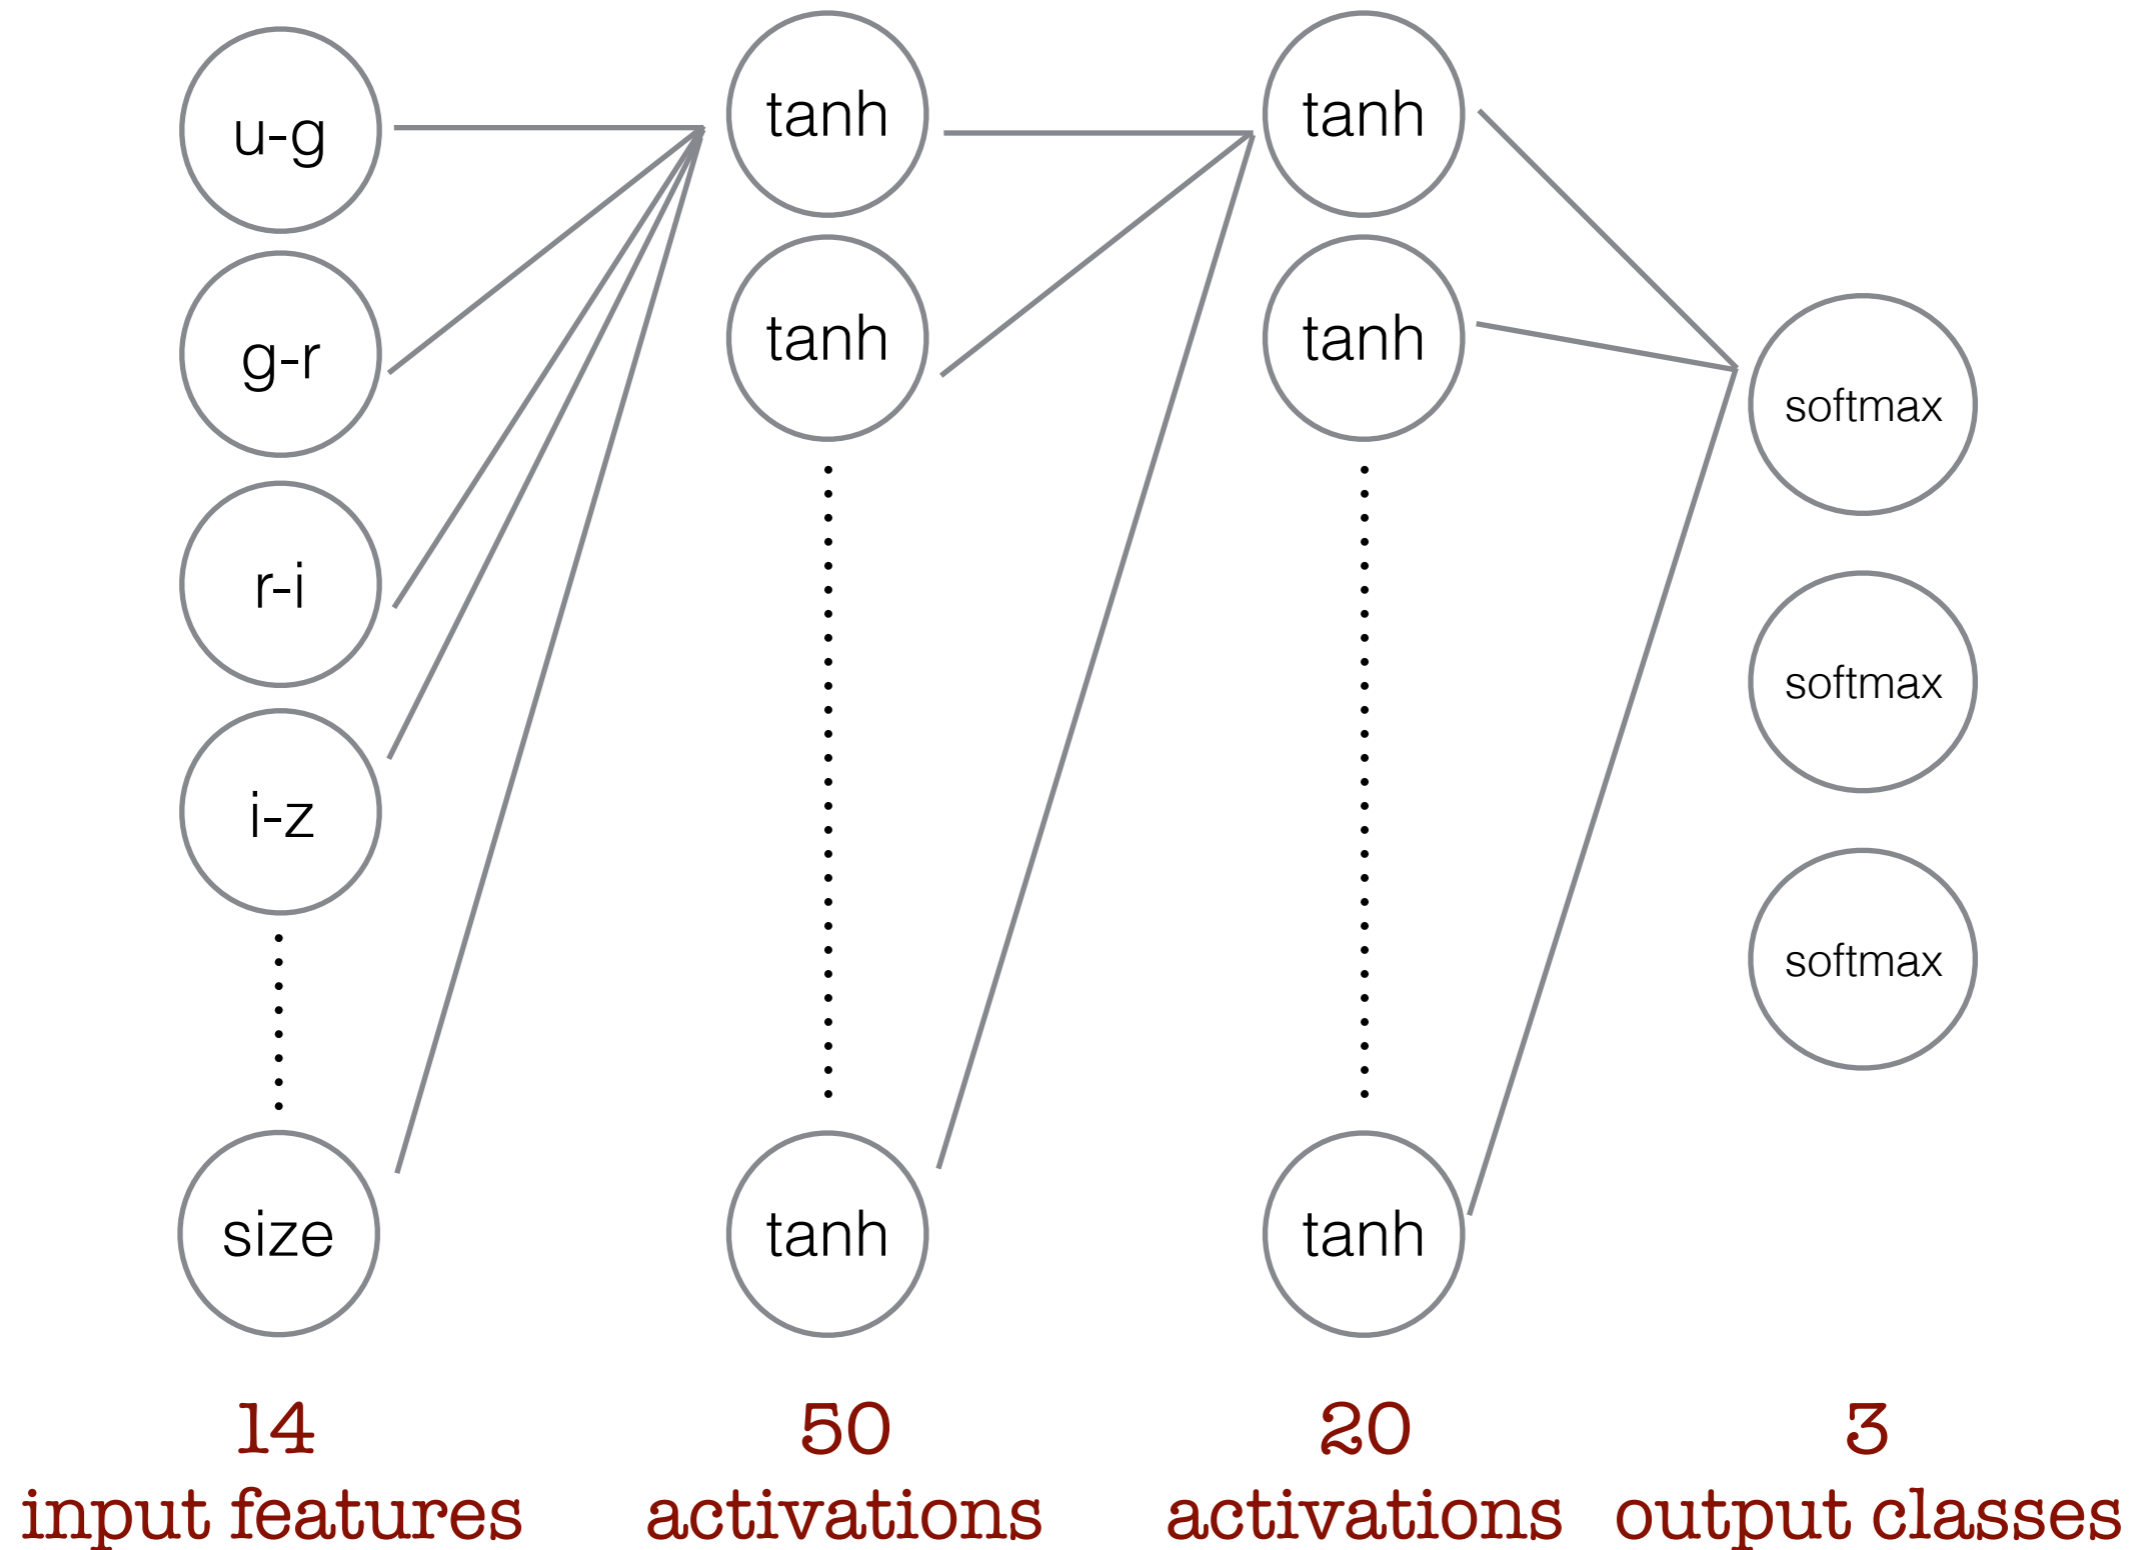 u-g
g-r
r-i
i-z
size
tanh
tanh
tanh
tanh
tanh
tanh
softmax
softmax
softmax
14
input features
50
activations
20
activations
3
output classes